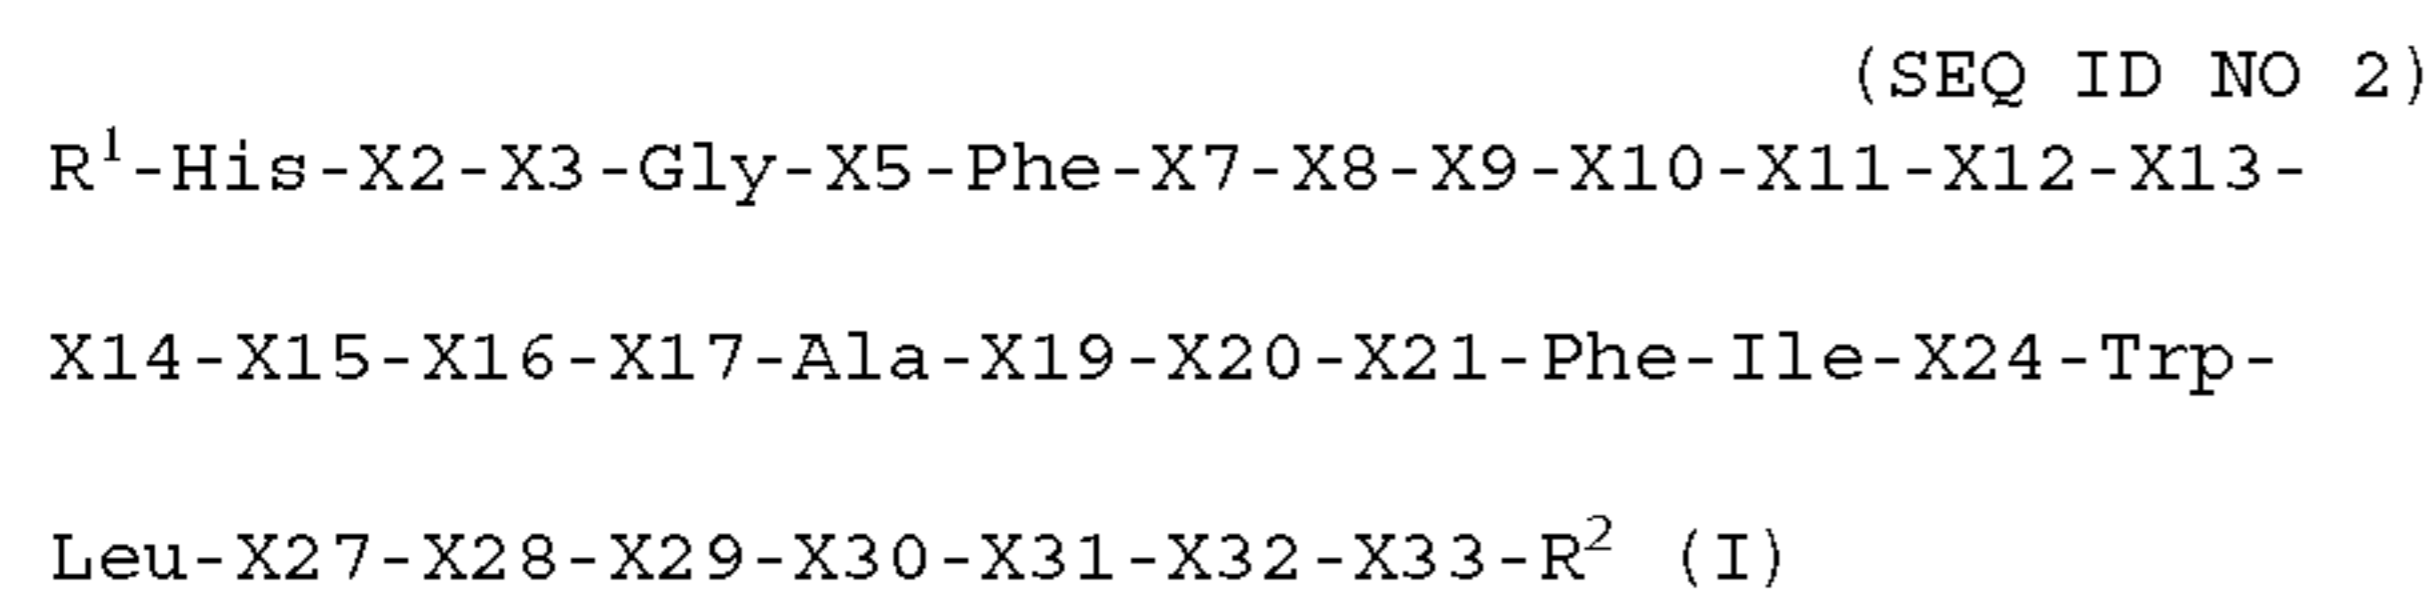 (SEQ ID NO 2)
R¹-His-X2-X3-Gly-X5-Phe-X7-X8-X9-X10-X11-X12-X13-
X14-X15-X16-X17-Ala-X19-X20-X21-Phe-Ile-X24-Trp-
Leu-X27-X28-X29-X30-X31-X32-X33-R² (I)